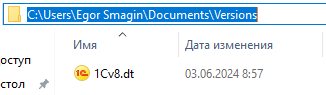 C:\Users\Egor Smagin\Documents\Versions
Имя Дата изменения
оступ
1Cv8.dt 03.06.2024 8:57
стол